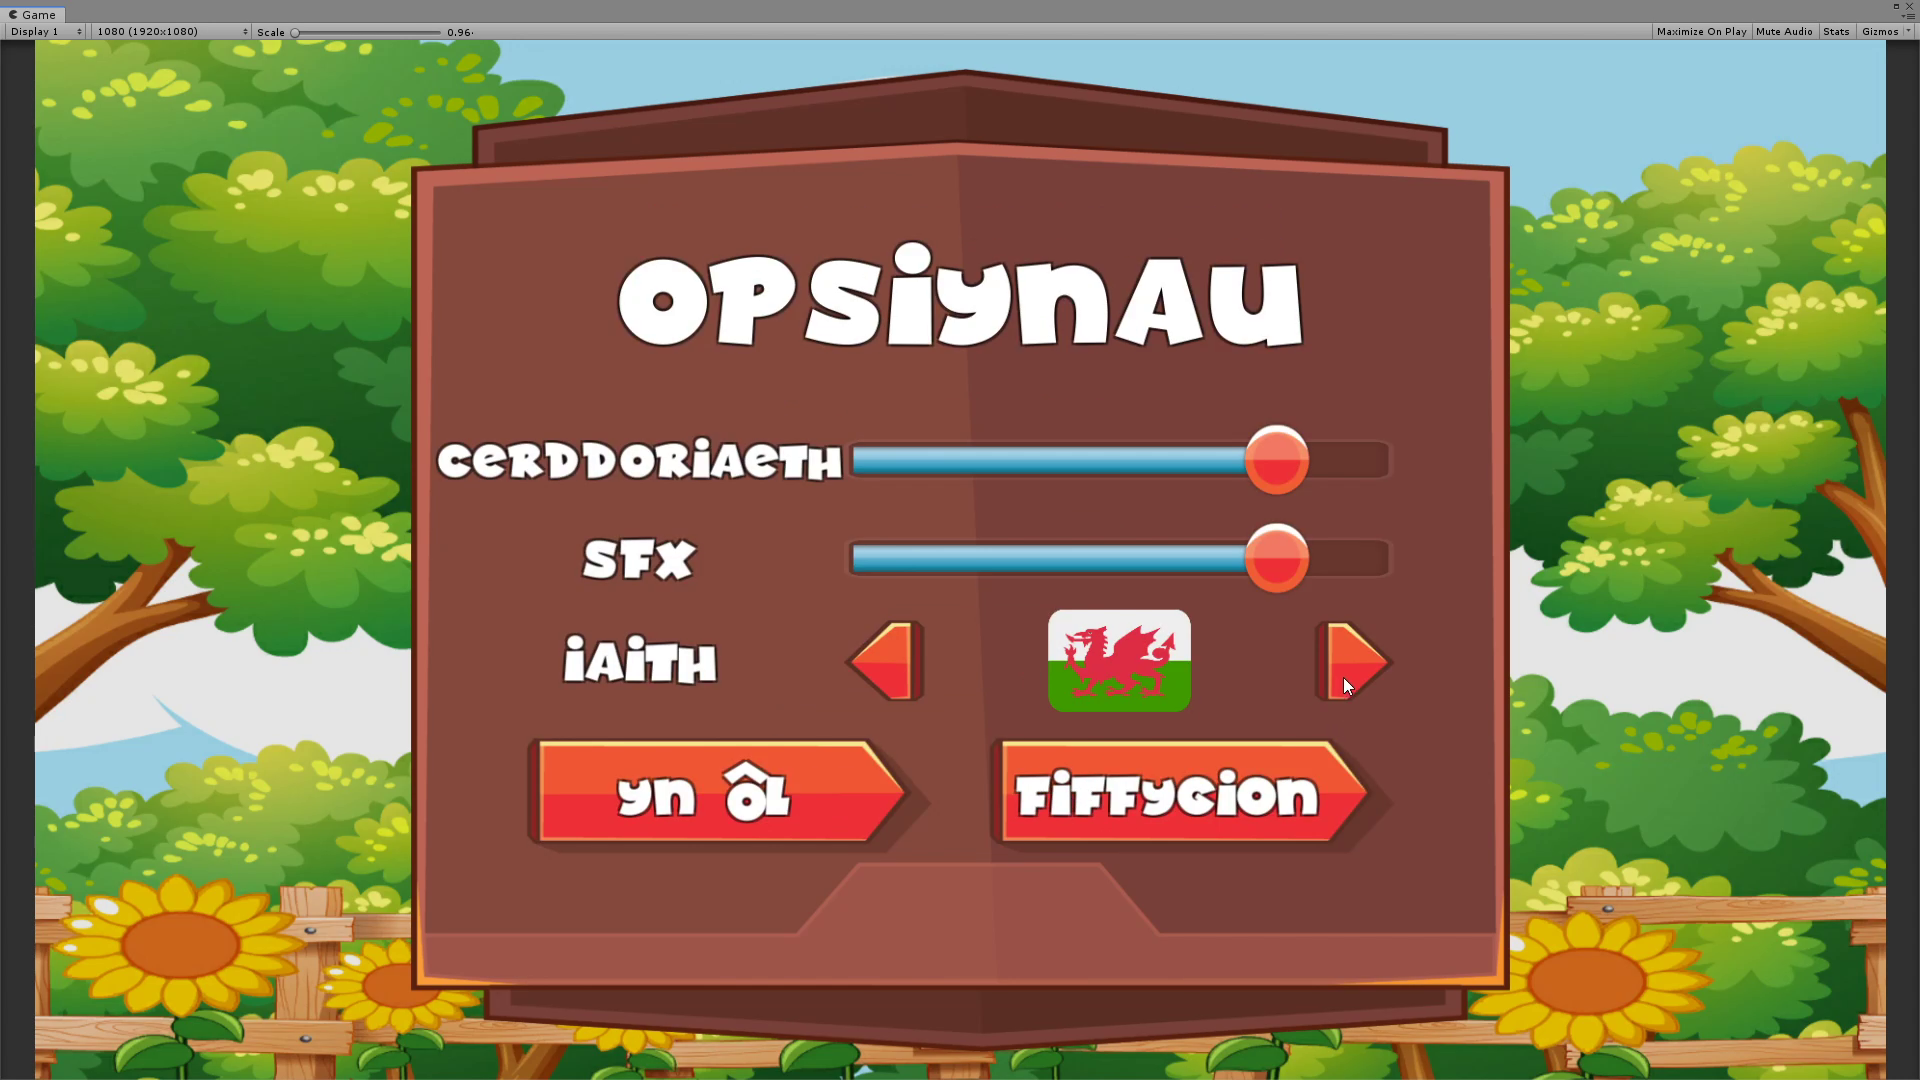 Game
Display 1 1080 (1920x1080) Scale 0.96 Maximize On Play Mute Audio Stats Gizmos
OPSiynAU
CERDDORiAETH
SFX
iAiTH
yn ÔL
FiFFyGion